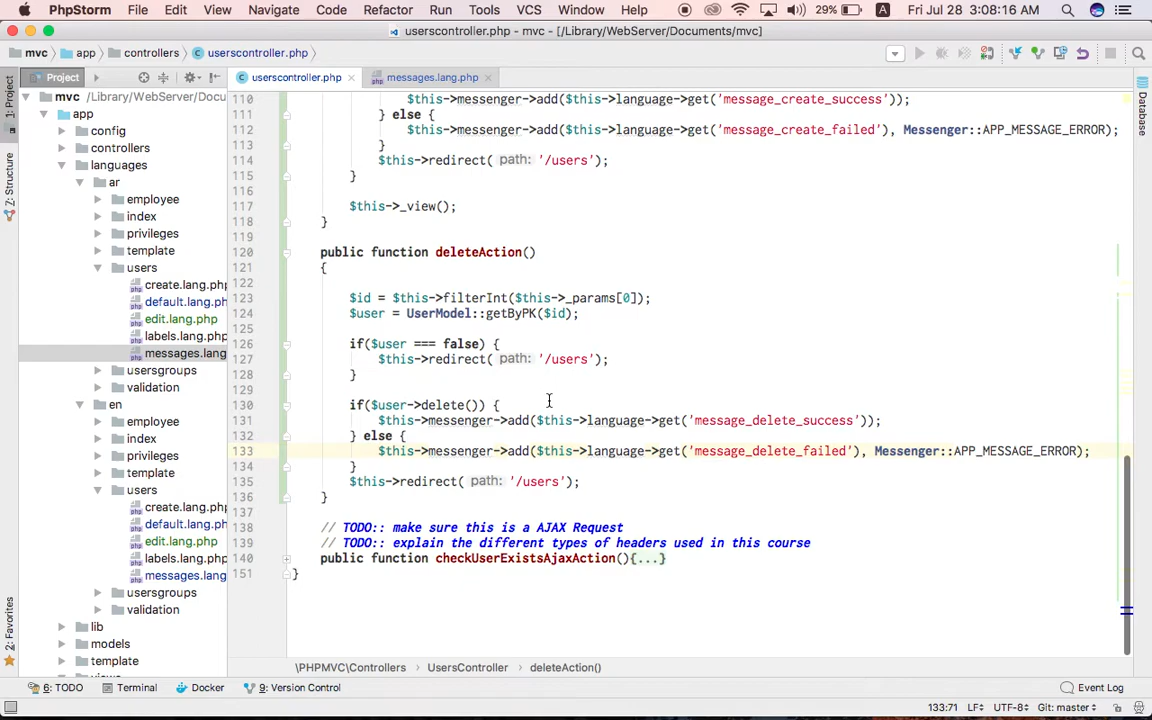 PhpStorm File Edit View Navigate Code Refactor Run Tools VCS Window Help 29% A Fri Jul 28 3:08:16 AM
userscontroller.php - mvc - [/Library/WebServer/Documents/mvc]
mvc app controllers userscontroller.php
1: Project
Z: Structure
2: Favorites
Project
mvc /Library/WebServer/Docu
app
config
controllers
languages
ar
employee
index
privileges
template
users
create.lang.php
default.lang.ph
edit.lang.php
labels.lang.php
messages.lang
usersgroups
validation
en
employee
index
privileges
template
users
create.lang.php
default.lang.ph
edit.lang.php
labels.lang.php
messages.lang
usersgroups
validation
lib
models
template
views
userscontroller.php messages.lang.php
110 $this->messenger->add($this->language->get('message_create_success'));
111 } else {
112 $this->messenger->add($this->language->get('message_create_failed'), Messenger::APP_MESSAGE_ERROR);
113 }
114 $this->redirect( path: '/users');
115 }
116
117 $this->_view();
118 }
119
120 public function deleteAction()
121 {
122
123 $id = $this->filterInt($this->_params[0]);
124 $user = UserModel::getByPK($id);
125
126 if($user === false) {
127 $this->redirect( path: '/users');
128 }
129
130 if($user->delete()) {
131 $this->messenger->add($this->language->get('message_delete_success'));
132 } else {
133 $this->messenger->add($this->language->get('message_delete_failed'), Messenger::APP_MESSAGE_ERROR);
134 }
135 $this->redirect( path: '/users');
136 }
137
138 // TODO:: make sure this is a AJAX Request
139 // TODO:: explain the different types of headers used in this course
140 public function checkUserExistsAjaxAction(){...}
151 }
Database
\PHPMVC\Controllers UsersController deleteAction()
6: TODO Terminal Docker 9: Version Control Event Log
133:71 LF UTF-8 Git: master